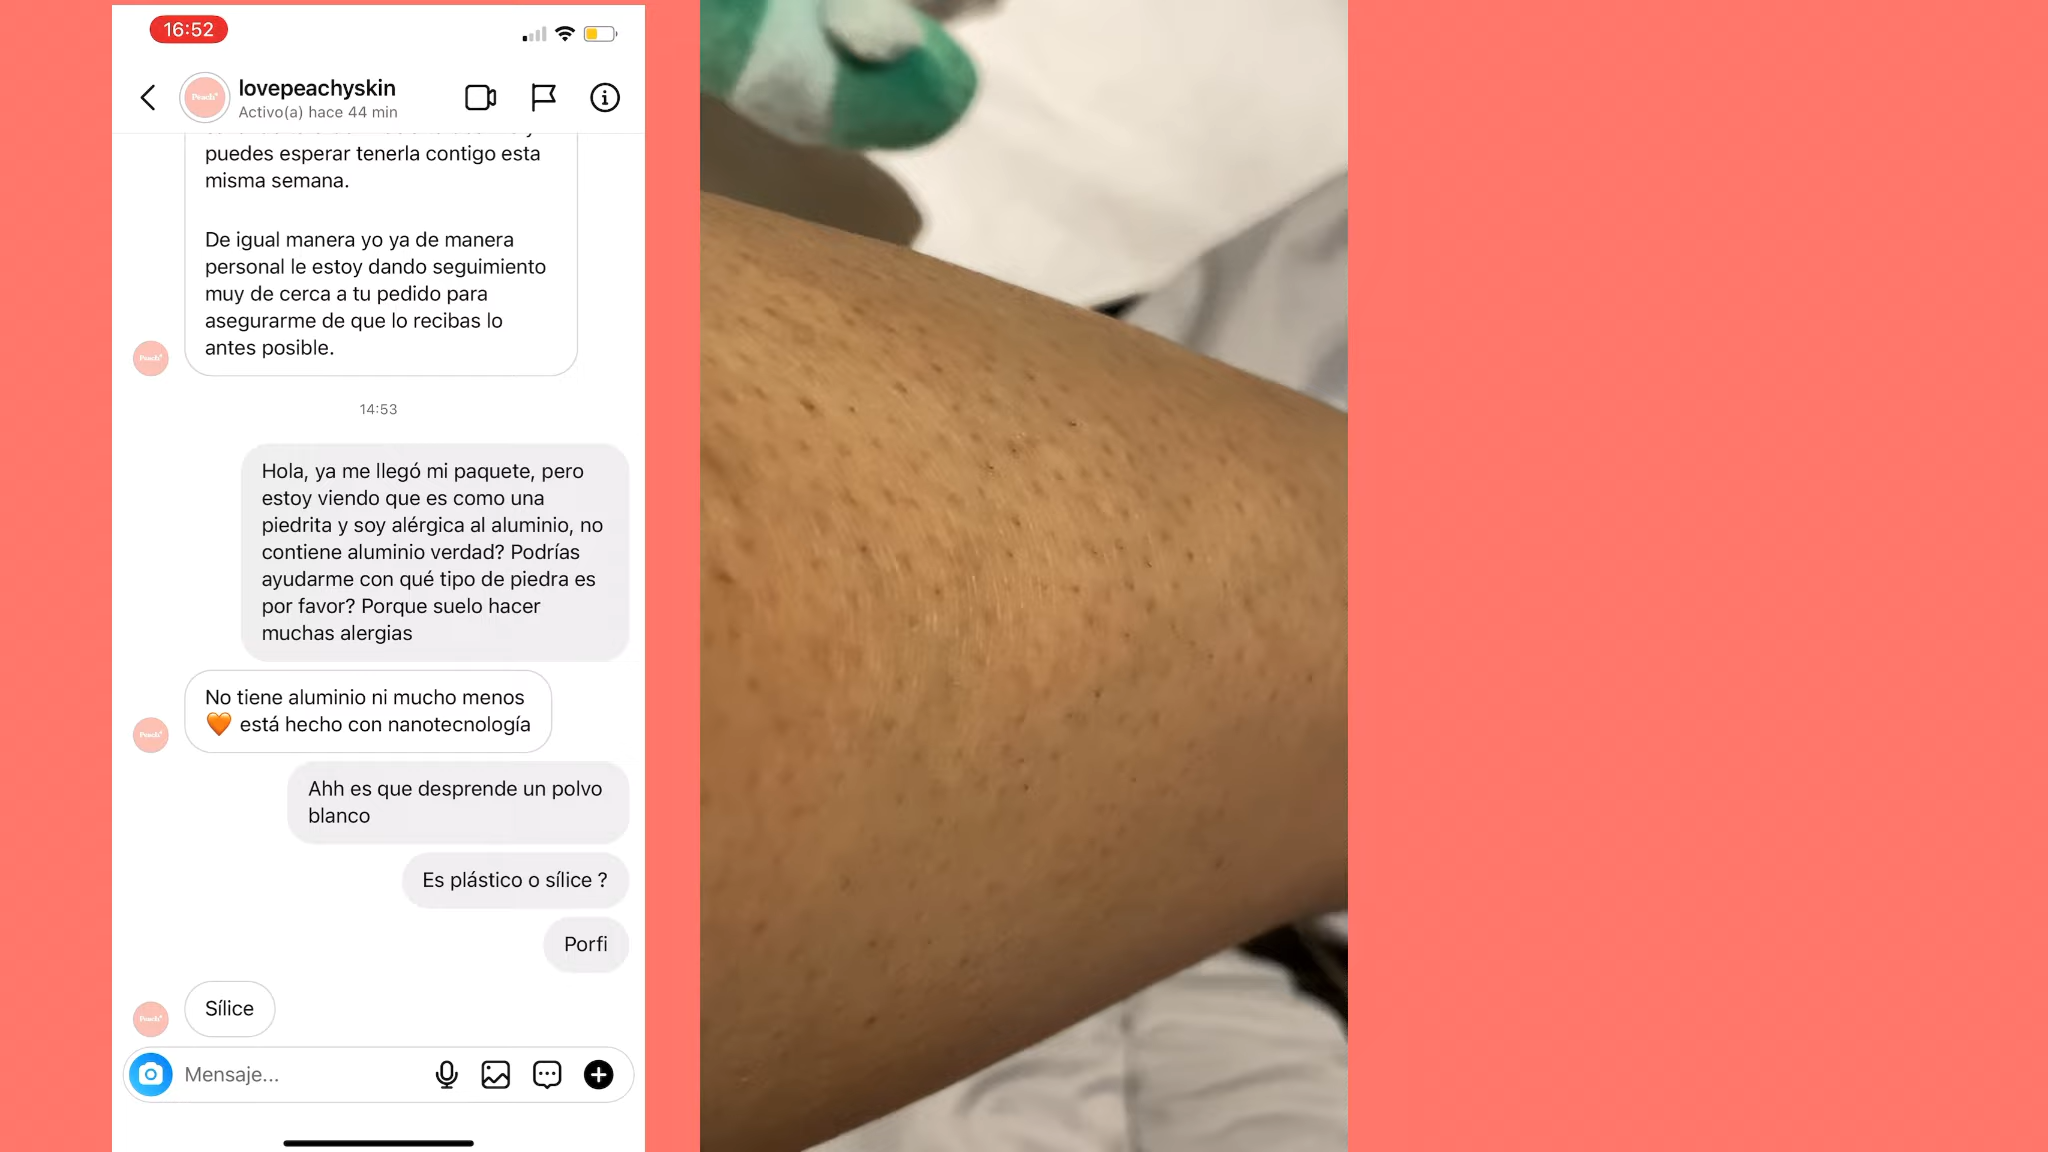 16:52
lovepeachyskin
Activo(a) hace 44 min
puedes esperar tenerla contigo esta
misma semana.
De igual manera yo ya de manera
personal le estoy dando seguimiento
muy de cerca a tu pedido para
asegurarme de que lo recibas lo
antes posible.
14:53
Hola, ya me llegó mi paquete, pero
estoy viendo que es como una
piedrita y soy alérgica al aluminio, no
contiene aluminio verdad? Podrías
ayudarme con qué tipo de piedra es
por favor? Porque suelo hacer
muchas alergias
No tiene aluminio ni mucho menos
🧡 está hecho con nanotecnología
Ahh es que desprende un polvo
blanco
Es plástico o sílice ?
Porfi
Sílice
Mensaje...
Peach
Peach
Peach
Peach